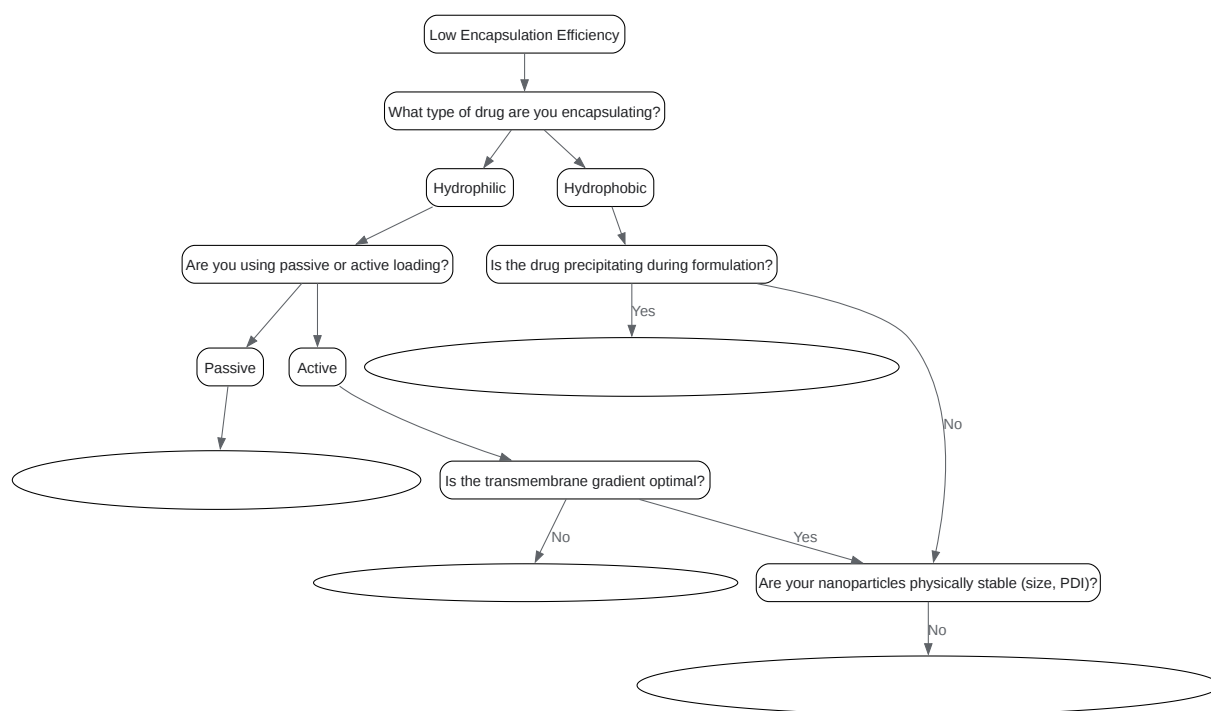 Low Encapsulation Efficiency
What type of drug are you encapsulating?
Hydrophilic
Hydrophobic
Are you using passive or active loading?
Is the drug precipitating during formulation?
Yes
Passive
Active
No
Is the transmembrane gradient optimal?
No
Yes
Are your nanoparticles physically stable (size, PDI)?
No